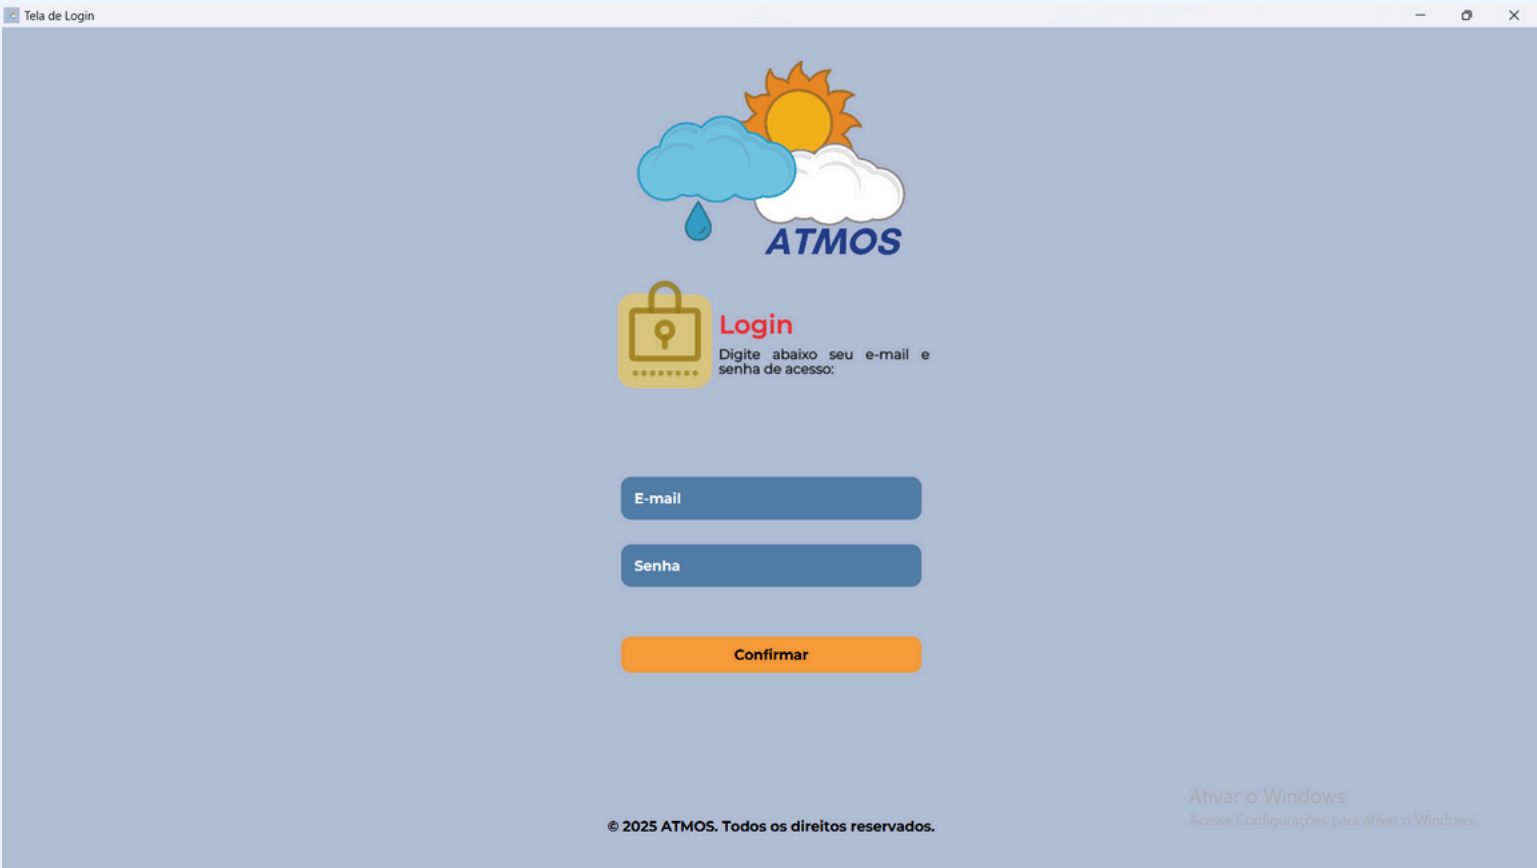 Tela de Login
ATMOS
Login
Digite abaixo seu e-mail e
senha de acesso:
E-mail
Senha
Confirmar
© 2025 ATMOS. Todos os direitos reservados.
Ativar o Windows
Acesse Configurações para ativar o Windows.